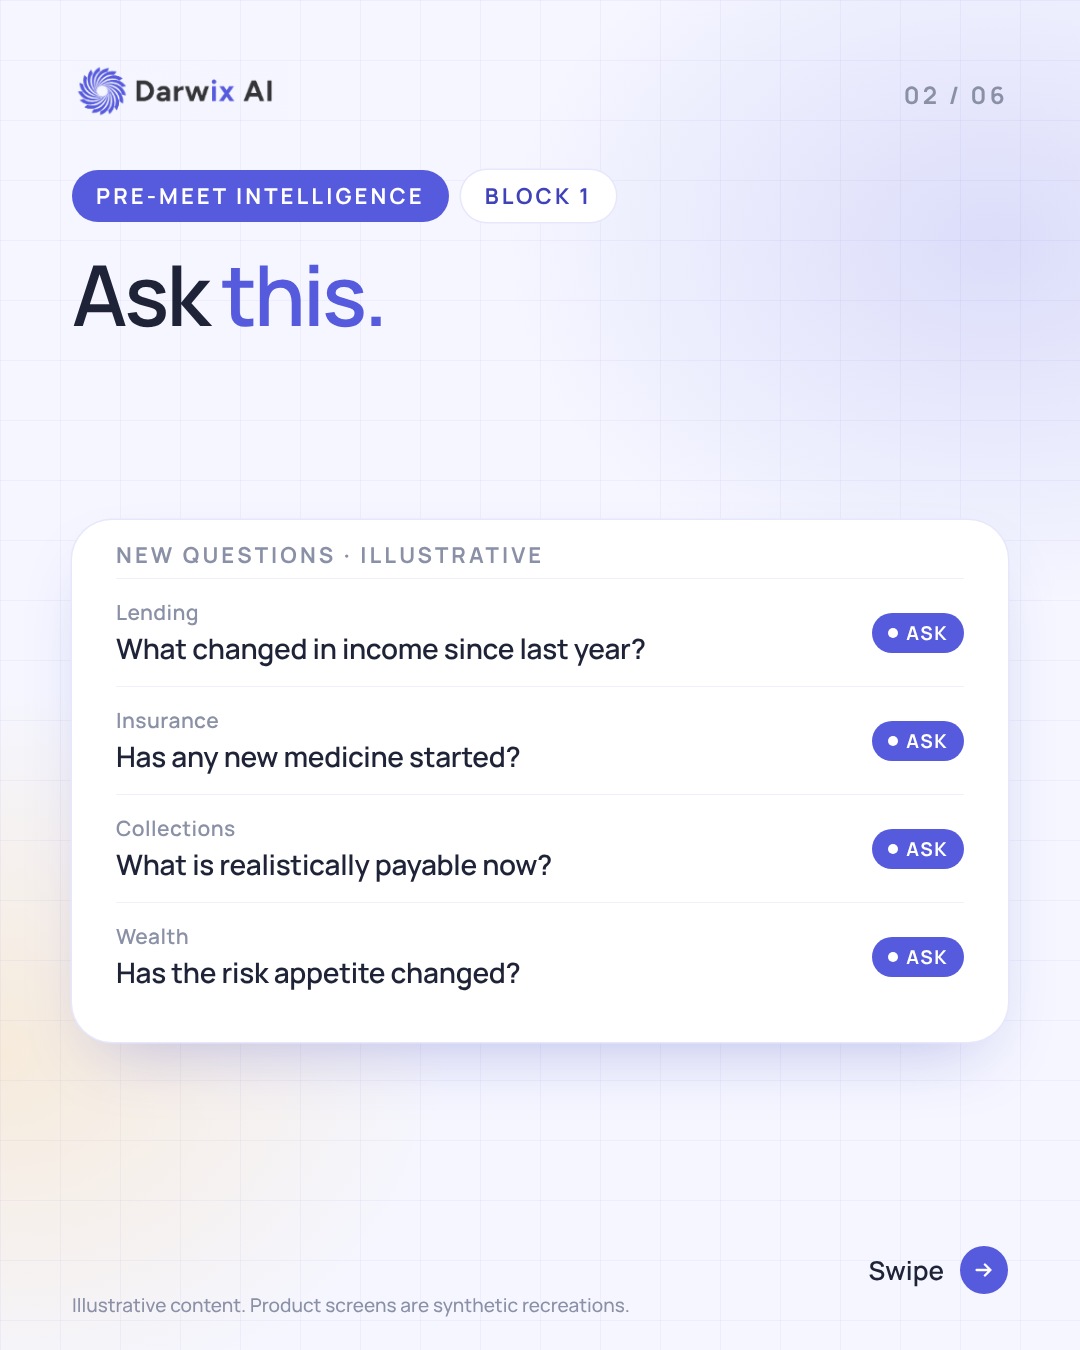 Darwix AI
02 / 06
PRE-MEET INTELLIGENCE
BLOCK 1
Ask this.
NEW QUESTIONS · ILLUSTRATIVE
Lending
What changed in income since last year?
ASK
Insurance
Has any new medicine started?
ASK
Collections
What is realistically payable now?
ASK
Wealth
Has the risk appetite changed?
ASK
Swipe
Illustrative content. Product screens are synthetic recreations.